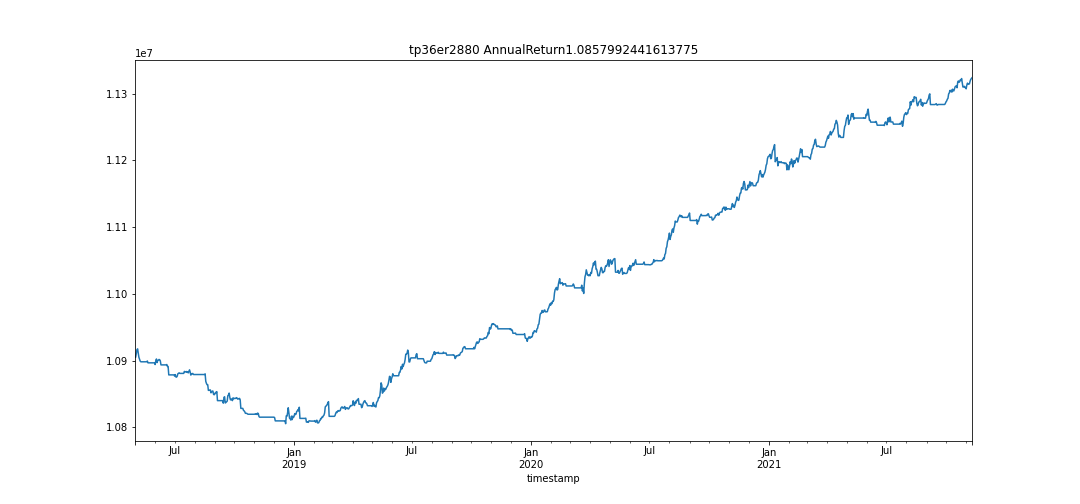 tp36er2880 AnnualReturn1.0857992441613775
1e7
1.13
1.12
1.11
1.10
1.09
1.08
Jul
Jan
2019
Jul
Jan
2020
Jul
Jan
2021
Jul
timestamp